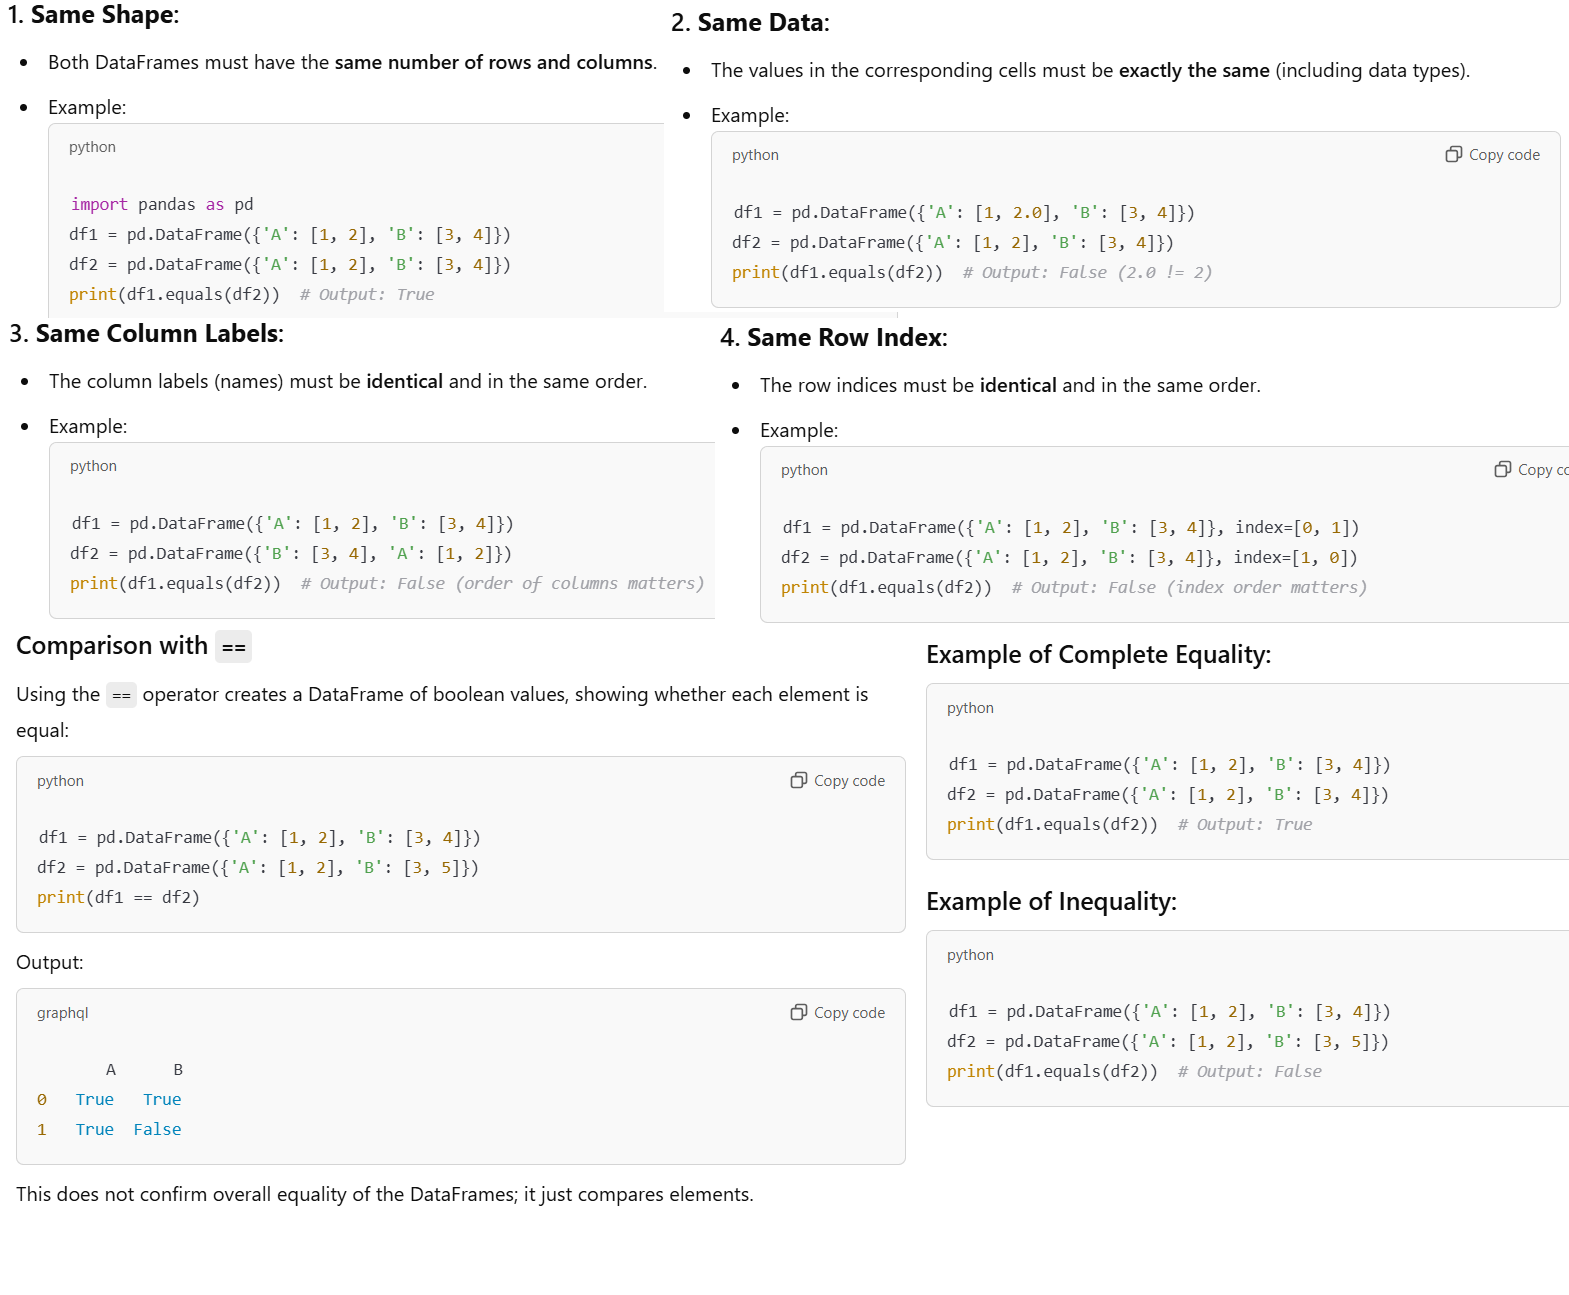 1. Same Shape:
• Both DataFrames must have the same number of rows and columns.
• Example:
python
import pandas as pd
df1 = pd.DataFrame({'A': [1, 2], 'B': [3, 4]})
df2 = pd.DataFrame({'A': [1, 2], 'B': [3, 4]})
print(df1.equals(df2))  # Output: True
2. Same Data:
• The values in the corresponding cells must be exactly the same (including data types).
• Example:
python
Copy code
df1 = pd.DataFrame({'A': [1, 2.0], 'B': [3, 4]})
df2 = pd.DataFrame({'A': [1, 2], 'B': [3, 4]})
print(df1.equals(df2))  # Output: False (2.0 != 2)
3. Same Column Labels:
• The column labels (names) must be identical and in the same order.
• Example:
python
df1 = pd.DataFrame({'A': [1, 2], 'B': [3, 4]})
df2 = pd.DataFrame({'B': [3, 4], 'A': [1, 2]})
print(df1.equals(df2))  # Output: False (order of columns matters)
4. Same Row Index:
• The row indices must be identical and in the same order.
• Example:
python
Copy co
df1 = pd.DataFrame({'A': [1, 2], 'B': [3, 4]}, index=[0, 1])
df2 = pd.DataFrame({'A': [1, 2], 'B': [3, 4]}, index=[1, 0])
print(df1.equals(df2))  # Output: False (index order matters)
Comparison with ==
Using the == operator creates a DataFrame of boolean values, showing whether each element is
equal:
python
Copy code
df1 = pd.DataFrame({'A': [1, 2], 'B': [3, 4]})
df2 = pd.DataFrame({'A': [1, 2], 'B': [3, 5]})
print(df1 == df2)
Output:
graphql
Copy code
A      B
0   True   True
1   True  False
This does not confirm overall equality of the DataFrames; it just compares elements.
Example of Complete Equality:
python
df1 = pd.DataFrame({'A': [1, 2], 'B': [3, 4]})
df2 = pd.DataFrame({'A': [1, 2], 'B': [3, 4]})
print(df1.equals(df2))  # Output: True
Example of Inequality:
python
df1 = pd.DataFrame({'A': [1, 2], 'B': [3, 4]})
df2 = pd.DataFrame({'A': [1, 2], 'B': [3, 5]})
print(df1.equals(df2))  # Output: False